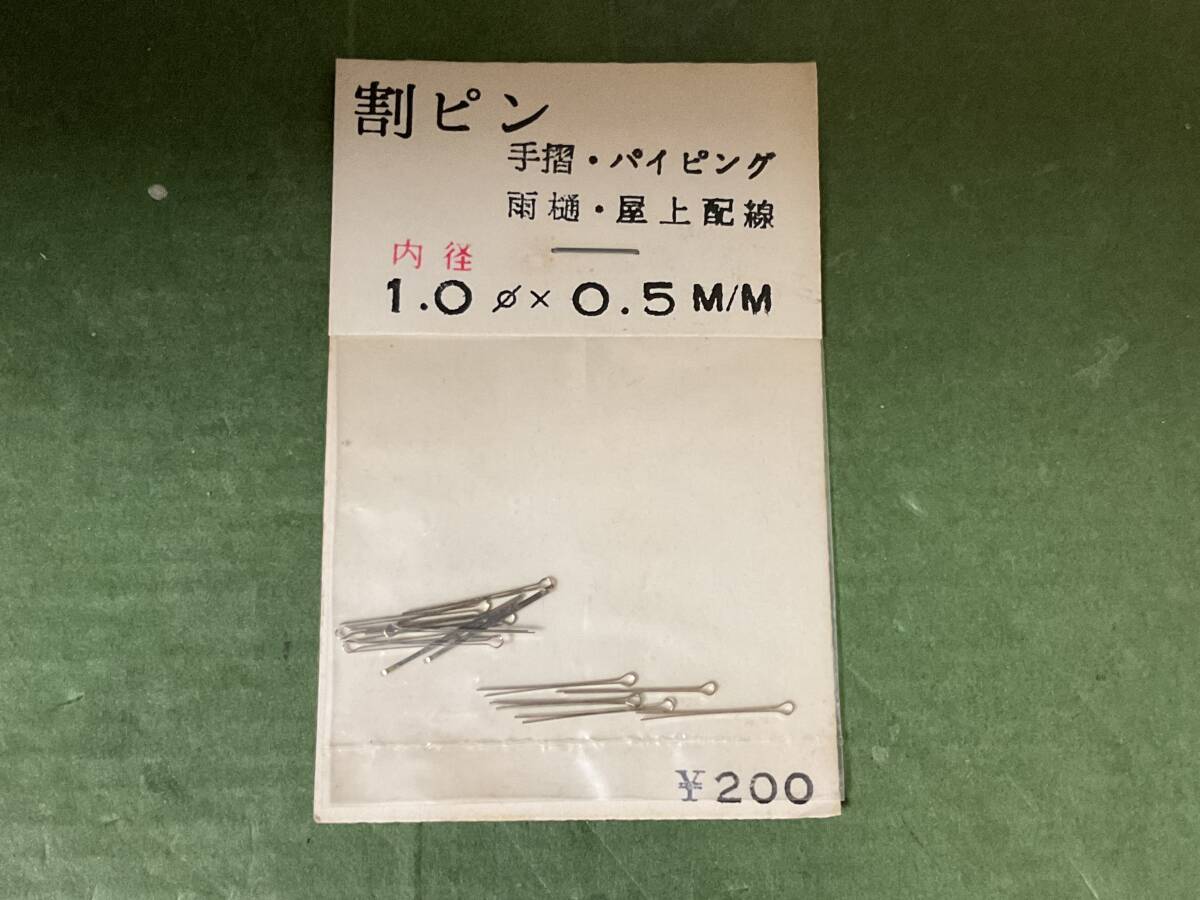 割ピン
手摺・パイピング
雨樋・屋上配線
内径
1.0 ø × 0.5 M/M
¥200